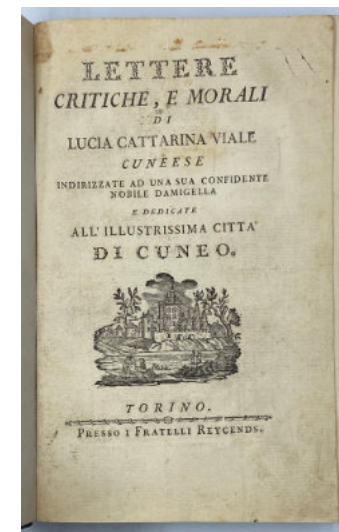 LETTERE
CRITICHE, E MORALI
DI
LUCIA CATTARINA VIALE
CUNEESE
INDIRIZZATE AD UNA SUA CONFIDENTE
NOBILE DAMIGELLA
E DEDICATE
ALL' ILLUSTRISSIMA CITTA'
DI CUNEO.
TORINO.
PRESSO I FRATELLI REYCENDS.